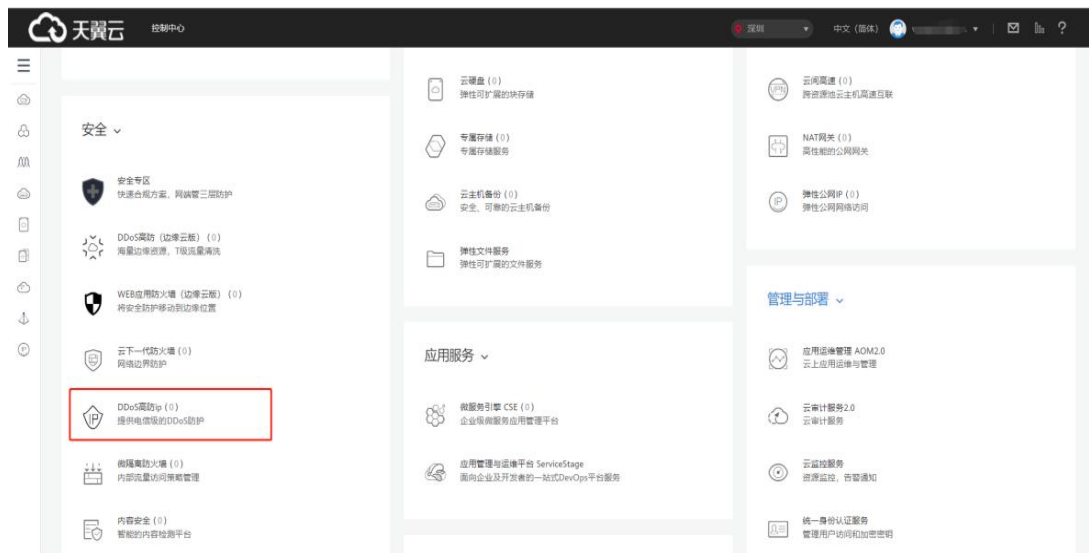 天翼云
控制中心
深圳
中文 (简体)
安全
安全专区
快速合规方案、网端管三层防护
DDoS高防 (边缘云版) (0)
海量边缘资源, T级流量清洗
WEB应用防火墙 (边缘云版) (0)
将安全防护移动到边缘位置
云下一代防火墙 (0)
网络边界防护
DDoS高防ip (0)
提供电信级的DDoS防护
微隔离防火墙 (0)
内部流量访问策略管理
内容安全 (0)
智能的内容检测平台
云硬盘 (0)
弹性可扩展的块存储
专属存储 (0)
专属存储服务
云主机备份 (0)
安全、可靠的云主机备份
弹性文件服务
弹性可扩展的文件服务
应用服务
微服务引擎 CSE (0)
企业级微服务应用管理平台
应用管理与运维平台 ServiceStage
面向企业及开发者的一站式DevOps平台服务
VPN
云间高速 (0)
跨资源池云主机高速互联
NAT网关 (0)
高性能的公网网关
IP
弹性公网IP (0)
弹性公网网络访问
管理与部署
应用运维管理 AOM2.0
云上应用运维与管理
云审计服务2.0
云审计服务
云监控服务
资源监控, 告警通知
统一身份认证服务
管理用户访问和加密密钥